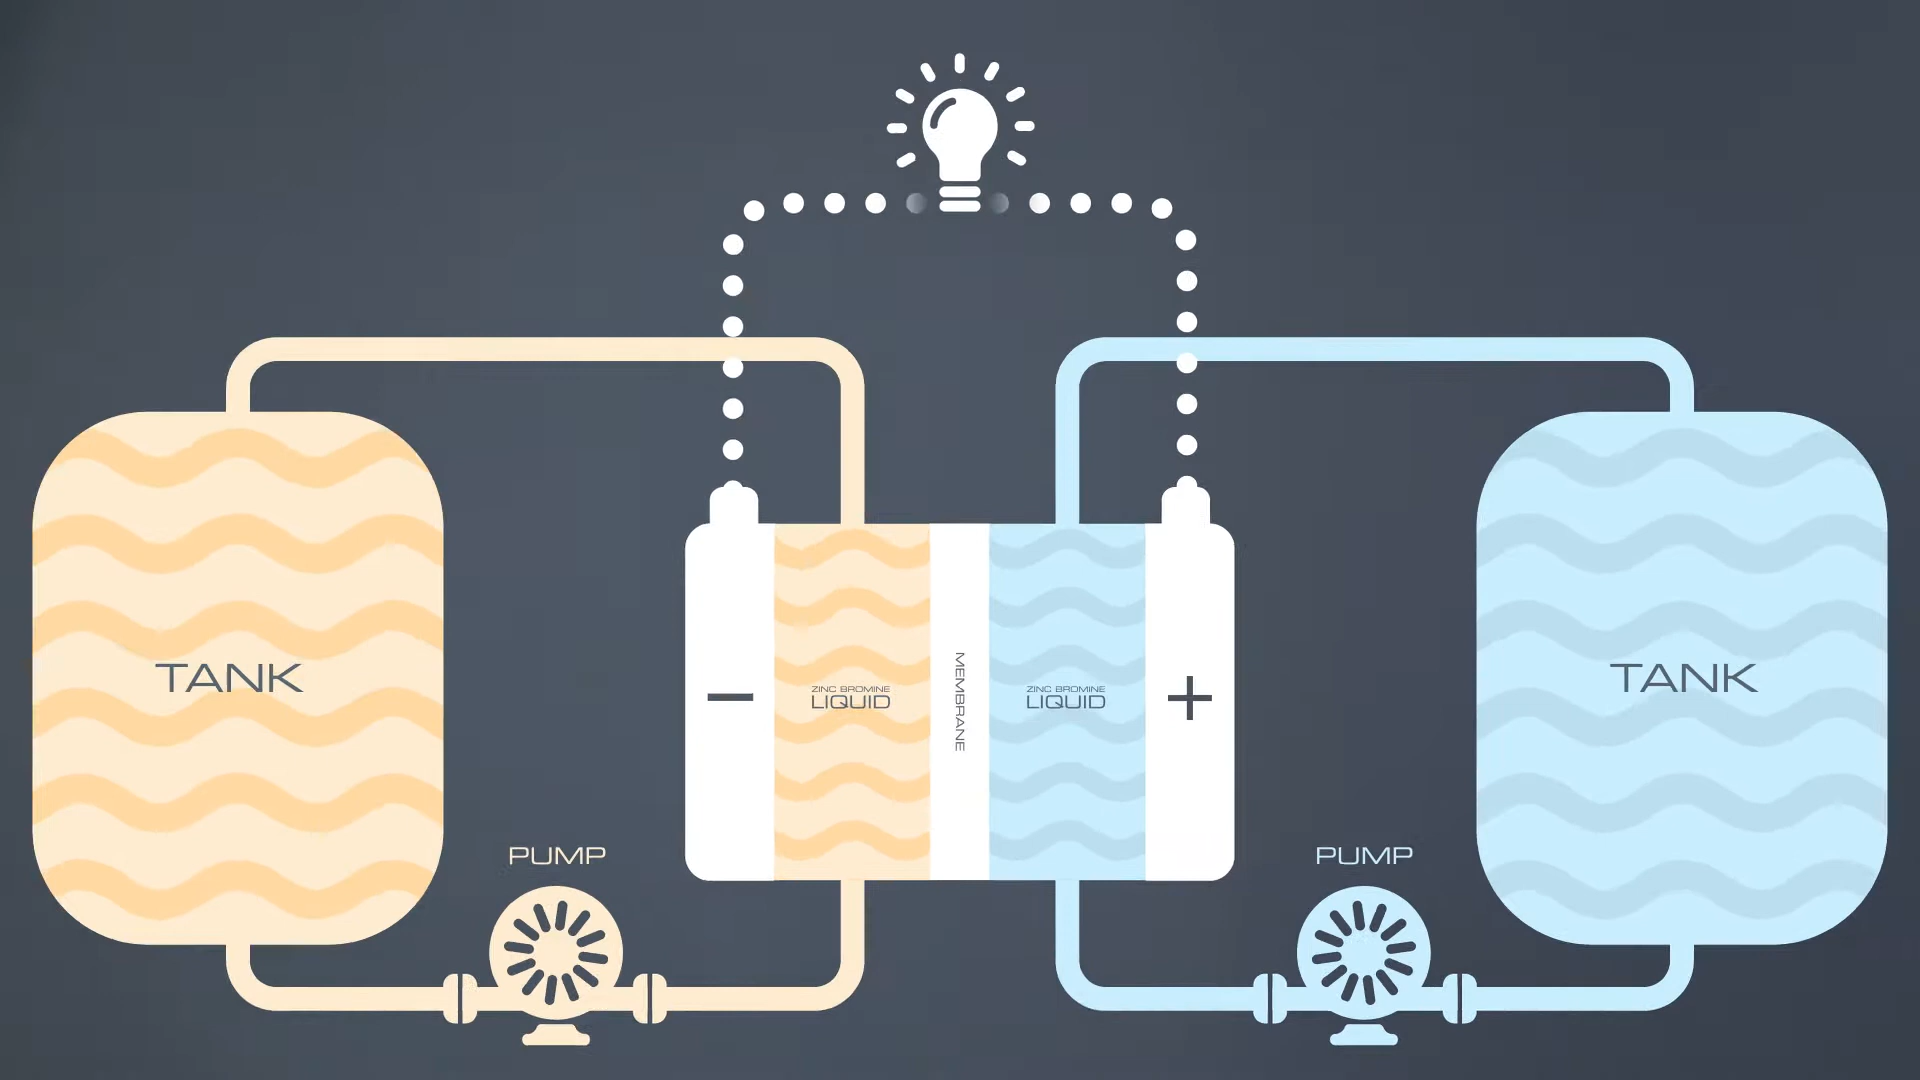 TANK
ZINC BROMINE
LIQUID
MEMBRANE
ZINC BROMINE
LIQUID
−
+
TANK
PUMP
PUMP